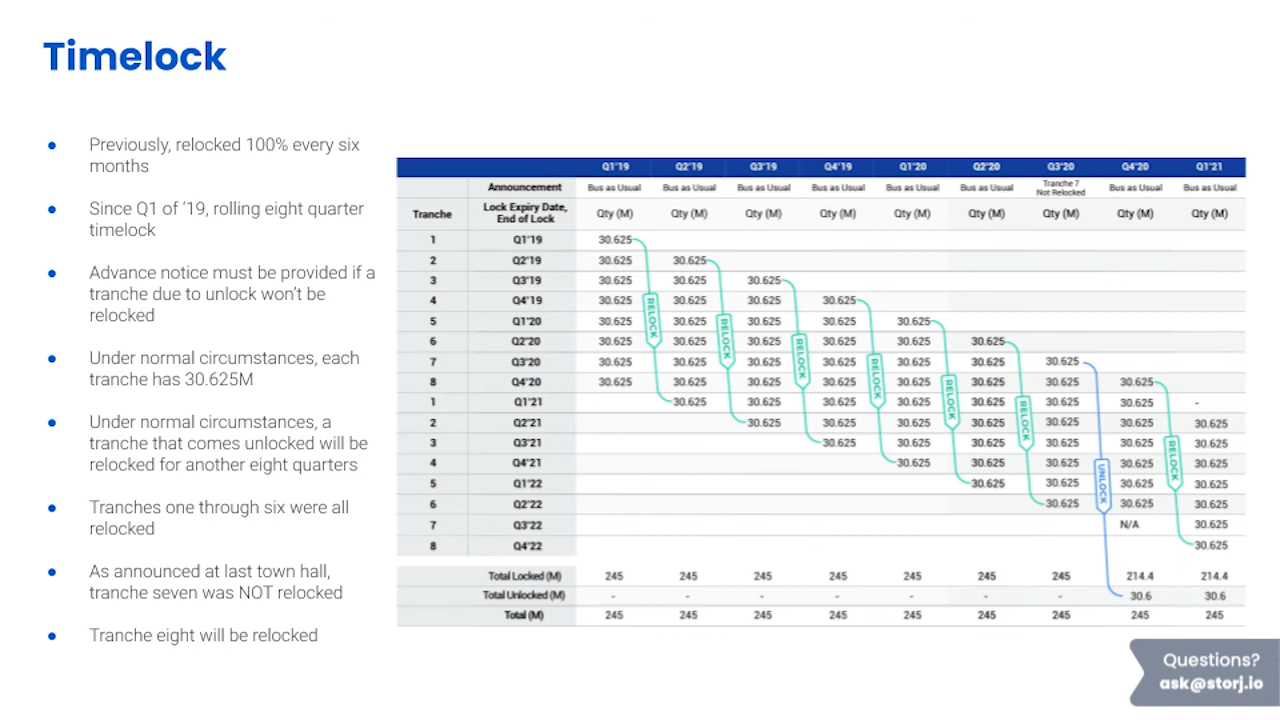 Timelock
● Previously, relocked 100% every six
months
● Since Q1 of ‘19, rolling eight quarter
timelock
● Advance notice must be provided if a
tranche due to unlock won’t be
relocked
● Under normal circumstances, each
tranche has 30.625M
● Under normal circumstances, a
tranche that comes unlocked will be
relocked for another eight quarters
● Tranches one through six were all
relocked
● As announced at last town hall,
tranche seven was NOT relocked
● Tranche eight will be relocked
Q1'19 Q2'19 Q3'19 Q4'19 Q1'20 Q2'20 Q3'20 Q4'20 Q1'21
Announcement Bus as Usual Bus as Usual Bus as Usual Bus as Usual Bus as Usual Bus as Usual Tranche 7 Not Relocked Bus as Usual Bus as Usual
Tranche Lock Expiry Date, End of Lock Qty (M) Qty (M) Qty (M) Qty (M) Qty (M) Qty (M) Qty (M) Qty (M) Qty (M)
1 Q1'19 30.625
2 Q2'19 30.625 30.625
3 Q3'19 30.625 30.625 30.625
4 Q4'19 30.625 30.625 30.625 30.625
5 Q1'20 30.625 30.625 30.625 30.625 30.625
6 Q2'20 30.625 30.625 30.625 30.625 30.625 30.625
7 Q3'20 30.625 30.625 30.625 30.625 30.625 30.625 30.625
8 Q4'20 30.625 30.625 30.625 30.625 30.625 30.625 30.625 30.625
1 Q1'21 30.625 30.625 30.625 30.625 30.625 30.625 30.625 -
2 Q2'21 30.625 30.625 30.625 30.625 30.625 30.625 30.625
3 Q3'21 30.625 30.625 30.625 30.625 30.625 30.625
4 Q4'21 30.625 30.625 30.625 30.625 30.625
5 Q1'22 30.625 30.625 30.625 30.625
6 Q2'22 30.625 30.625 30.625
7 Q3'22 N/A 30.625
8 Q4'22 30.625
RELOCK
RELOCK
RELOCK
RELOCK
RELOCK
RELOCK
UNLOCK
RELOCK
Total Locked (M) 245 245 245 245 245 245 245 214.4 214.4
Total Unlocked (M) - - - - - - - 30.6 30.6
Total (M) 245 245 245 245 245 245 245 245 245
Questions?
ask@storj.io